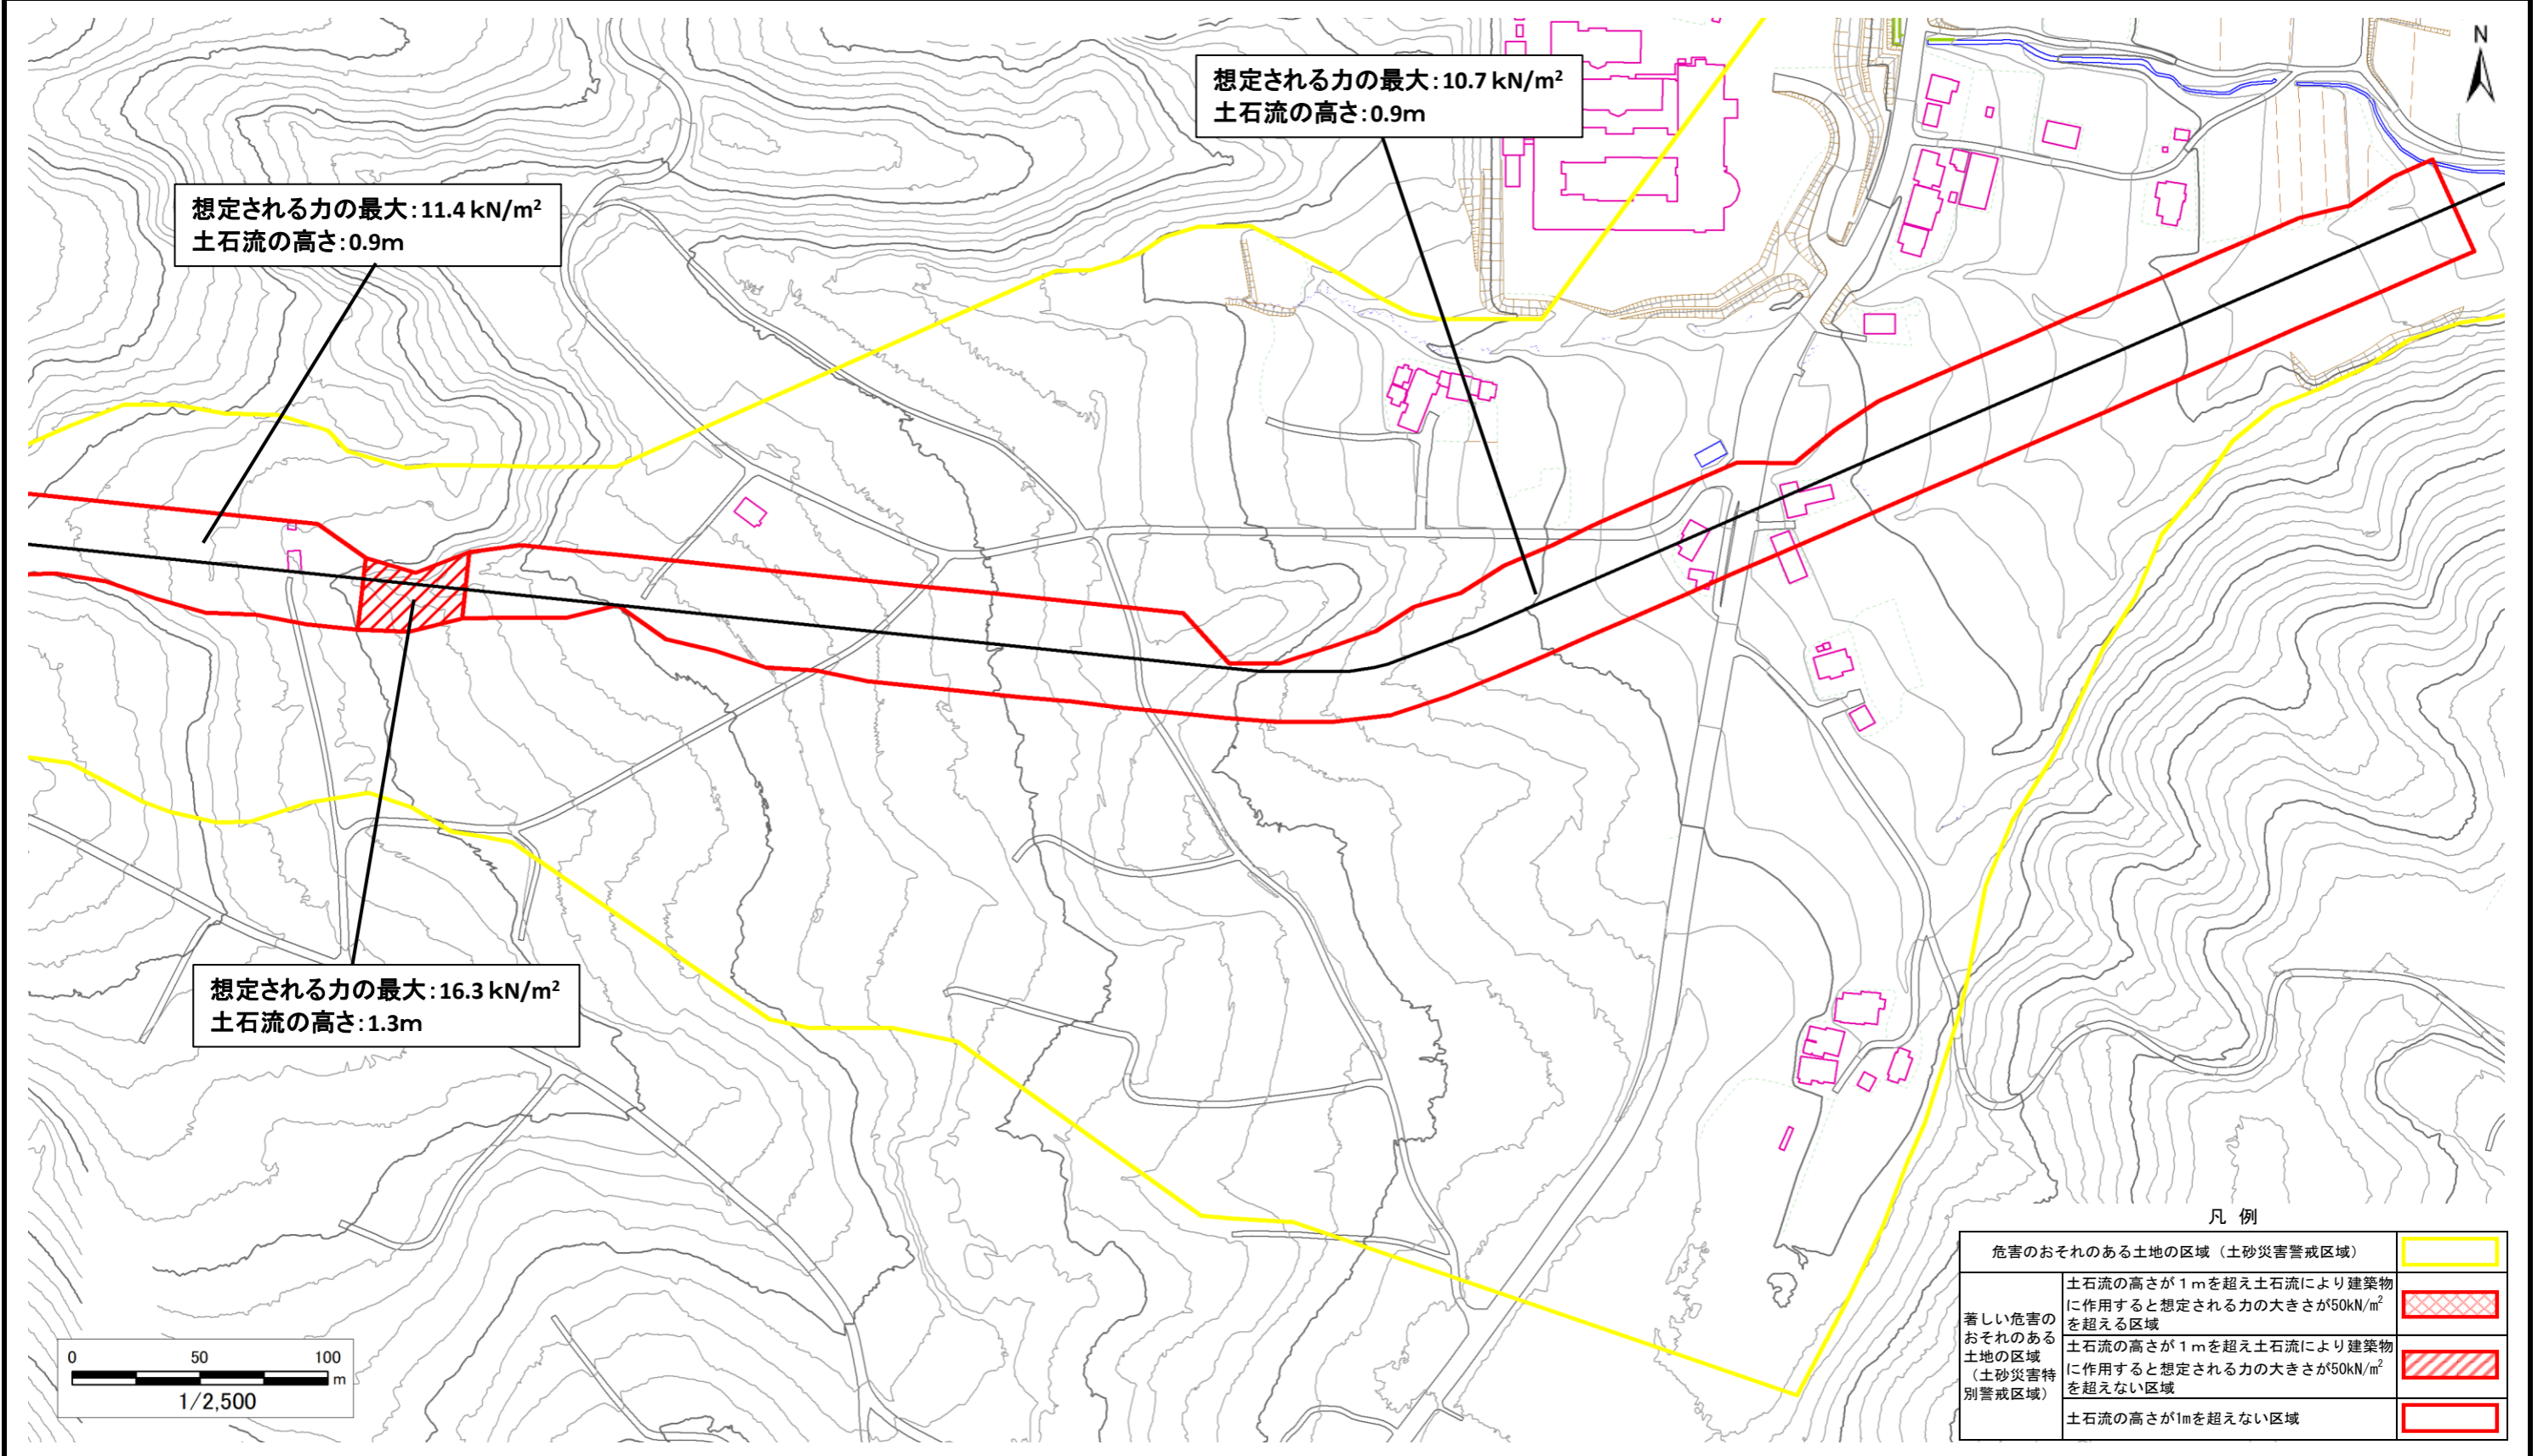 N
想定される力の最大:10.7 kN/m²
土石流の高さ:0.9m
想定される力の最大:11.4 kN/m²
土石流の高さ:0.9m
想定される力の最大:16.3 kN/m²
土石流の高さ:1.3m
0 50 100
m
1/2,500
凡 例
危害のおそれのある土地の区域(土砂災害警戒区域)
著しい危害の
おそれのある
土地の区域
(土砂災害特
別警戒区域)
土石流の高さが1mを超え土石流により建築物
に作用すると想定される力の大きさが50kN/㎡
を超える区域
土石流の高さが1mを超え土石流により建築物
に作用すると想定される力の大きさが50kN/㎡
を超えない区域
土石流の高さが1mを超えない区域